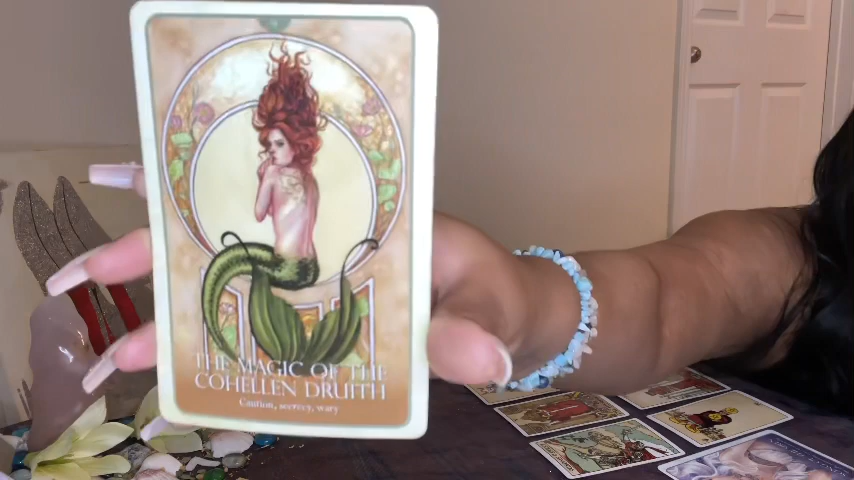 THE MAGIC OF THE
COHELLEN DRUITH
Caution, secrecy, wary